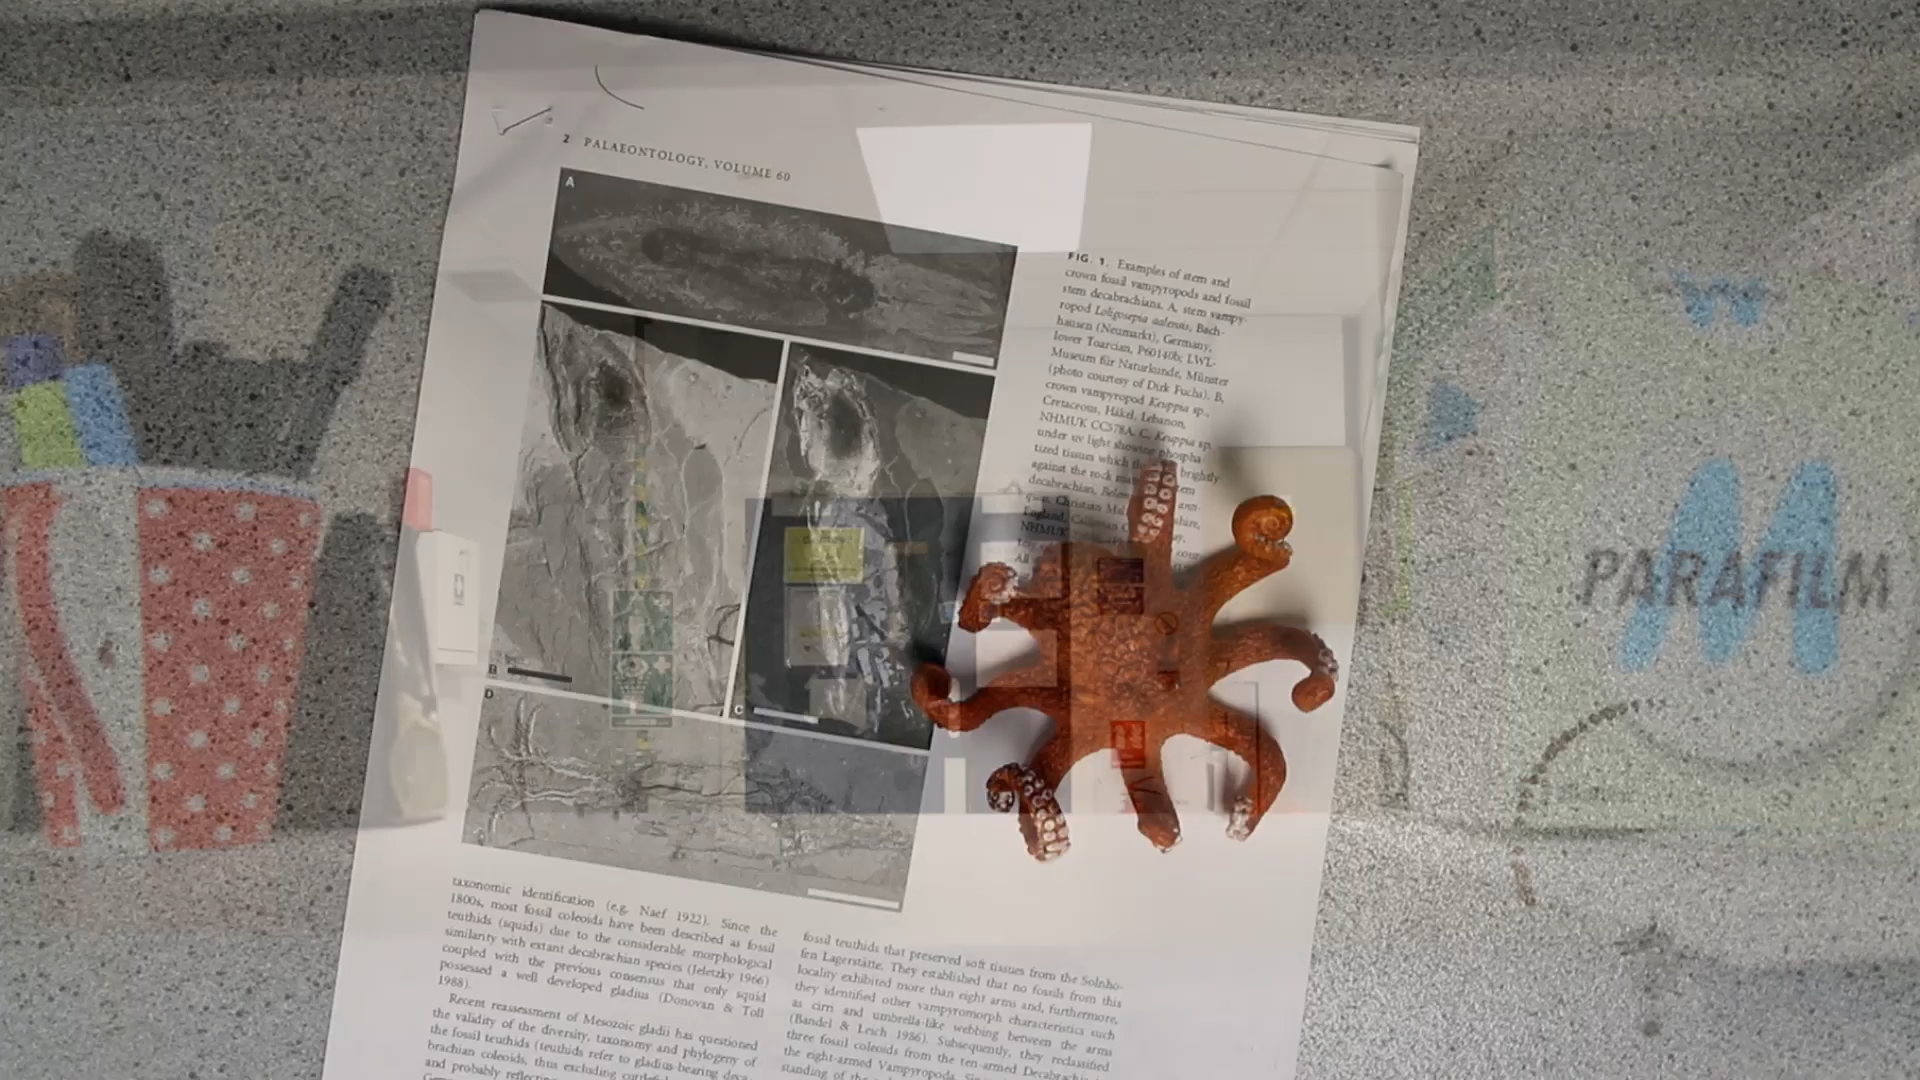 2 PALAEONTOLOGY, VOLUME 60
A
FIG. 1. Examples of stem and
crown fossil vampyropods and fossil
stem decabrachians. A, stem vampy-
ropod Loligosepia aalensis, Bach-
hausen (Neumarkt), Germany,
lower Toarcian, P60140b; LWL-
Museum für Naturkunde, Münster
(photo courtesy of Dirk Fuchs). B,
crown vampyropod Keuppia sp.,
Cretaceous, Hâkel, Lebanon,
NHMUK CC578A. C, Keuppia sp.
under uv light showing phospha-
tized tissues which brightly
against the rock
decabrachian,
Christian
England,
NHMUK
All
B
C
D
PARAFILM
M
taxonomic identification (e.g. Naef 1922). Since the
1800s, most fossil coleoids have been described as fossil
teuthids (squids) due to the considerable morphological
similarity with extant decabrachian species (Jeletzky 1966)
coupled with the previous consensus that only squid
possessed a well developed gladius (Donovan & Toll
1988).
Recent reassessment of Mesozoic gladii has questioned
the validity of the diversity, taxonomy and phylogeny of
the fossil teuthids (teuthids refer to gladius-bearing deca-
brachian coleoids, thus excluding
and probably
fossil teuthids that preserved soft tissues from the Solnho-
fen Lagerstätte. They established that no fossils from this
locality exhibited more than eight arms and, furthermore,
they identified other vampyromorph characteristics such
as cirri and umbrella-like webbing between the arms
(Bandel & Leich 1986). Subsequently, they reclassified
three fossil coleoids from the ten-armed
the eight-armed Vampyropoda.
standing of the